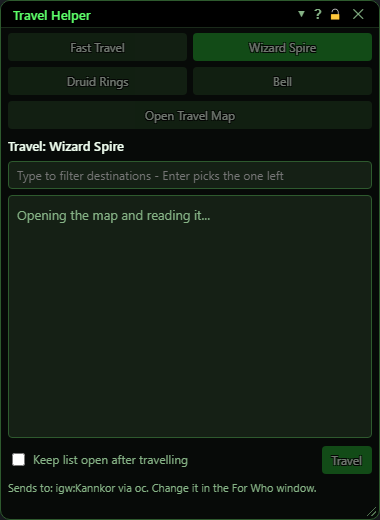 Travel Helper
▼ ? 🔓 ✕
Fast Travel
Wizard Spire
Druid Rings
Bell
Open Travel Map
Travel: Wizard Spire
Type to filter destinations - Enter picks the one left
Opening the map and reading it...
Keep list open after travelling
Travel
Sends to: igw:Kannkor via oc. Change it in the For Who window.